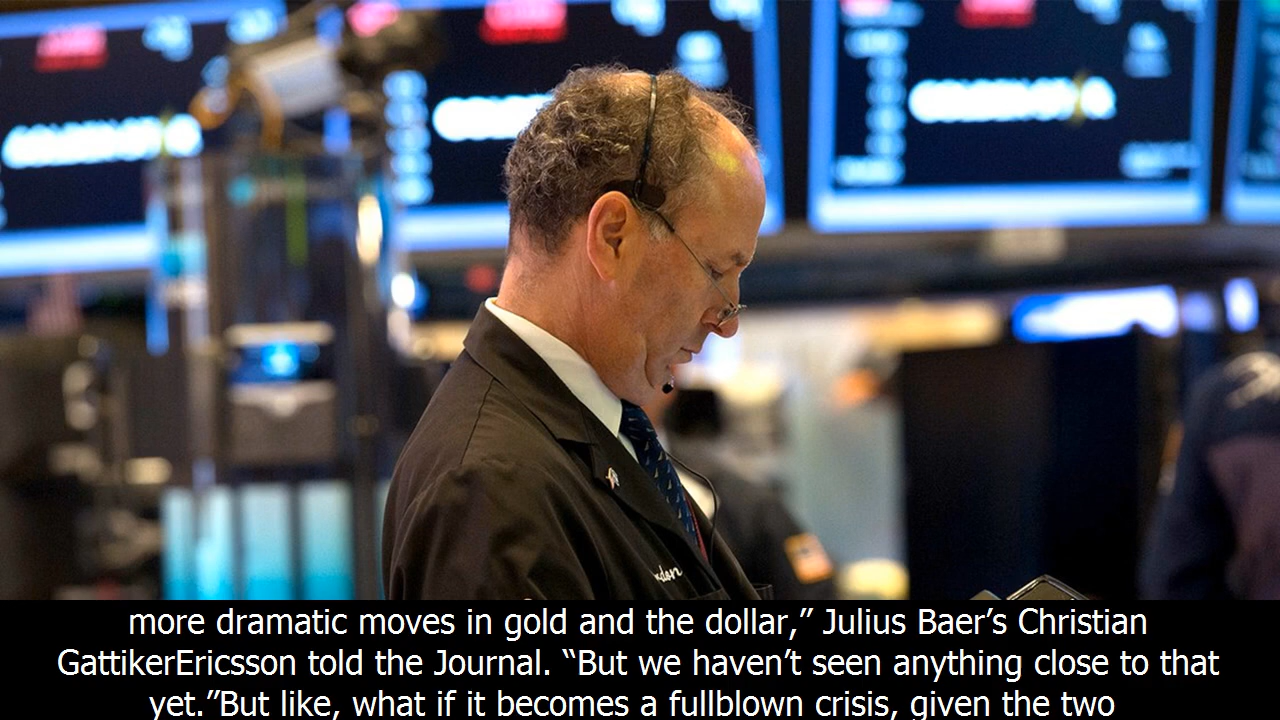 more dramatic moves in gold and the dollar,” Julius Baer’s Christian
GattikerEricsson told the Journal. “But we haven’t seen anything close to that
yet.”But like, what if it becomes a fullblown crisis, given the two